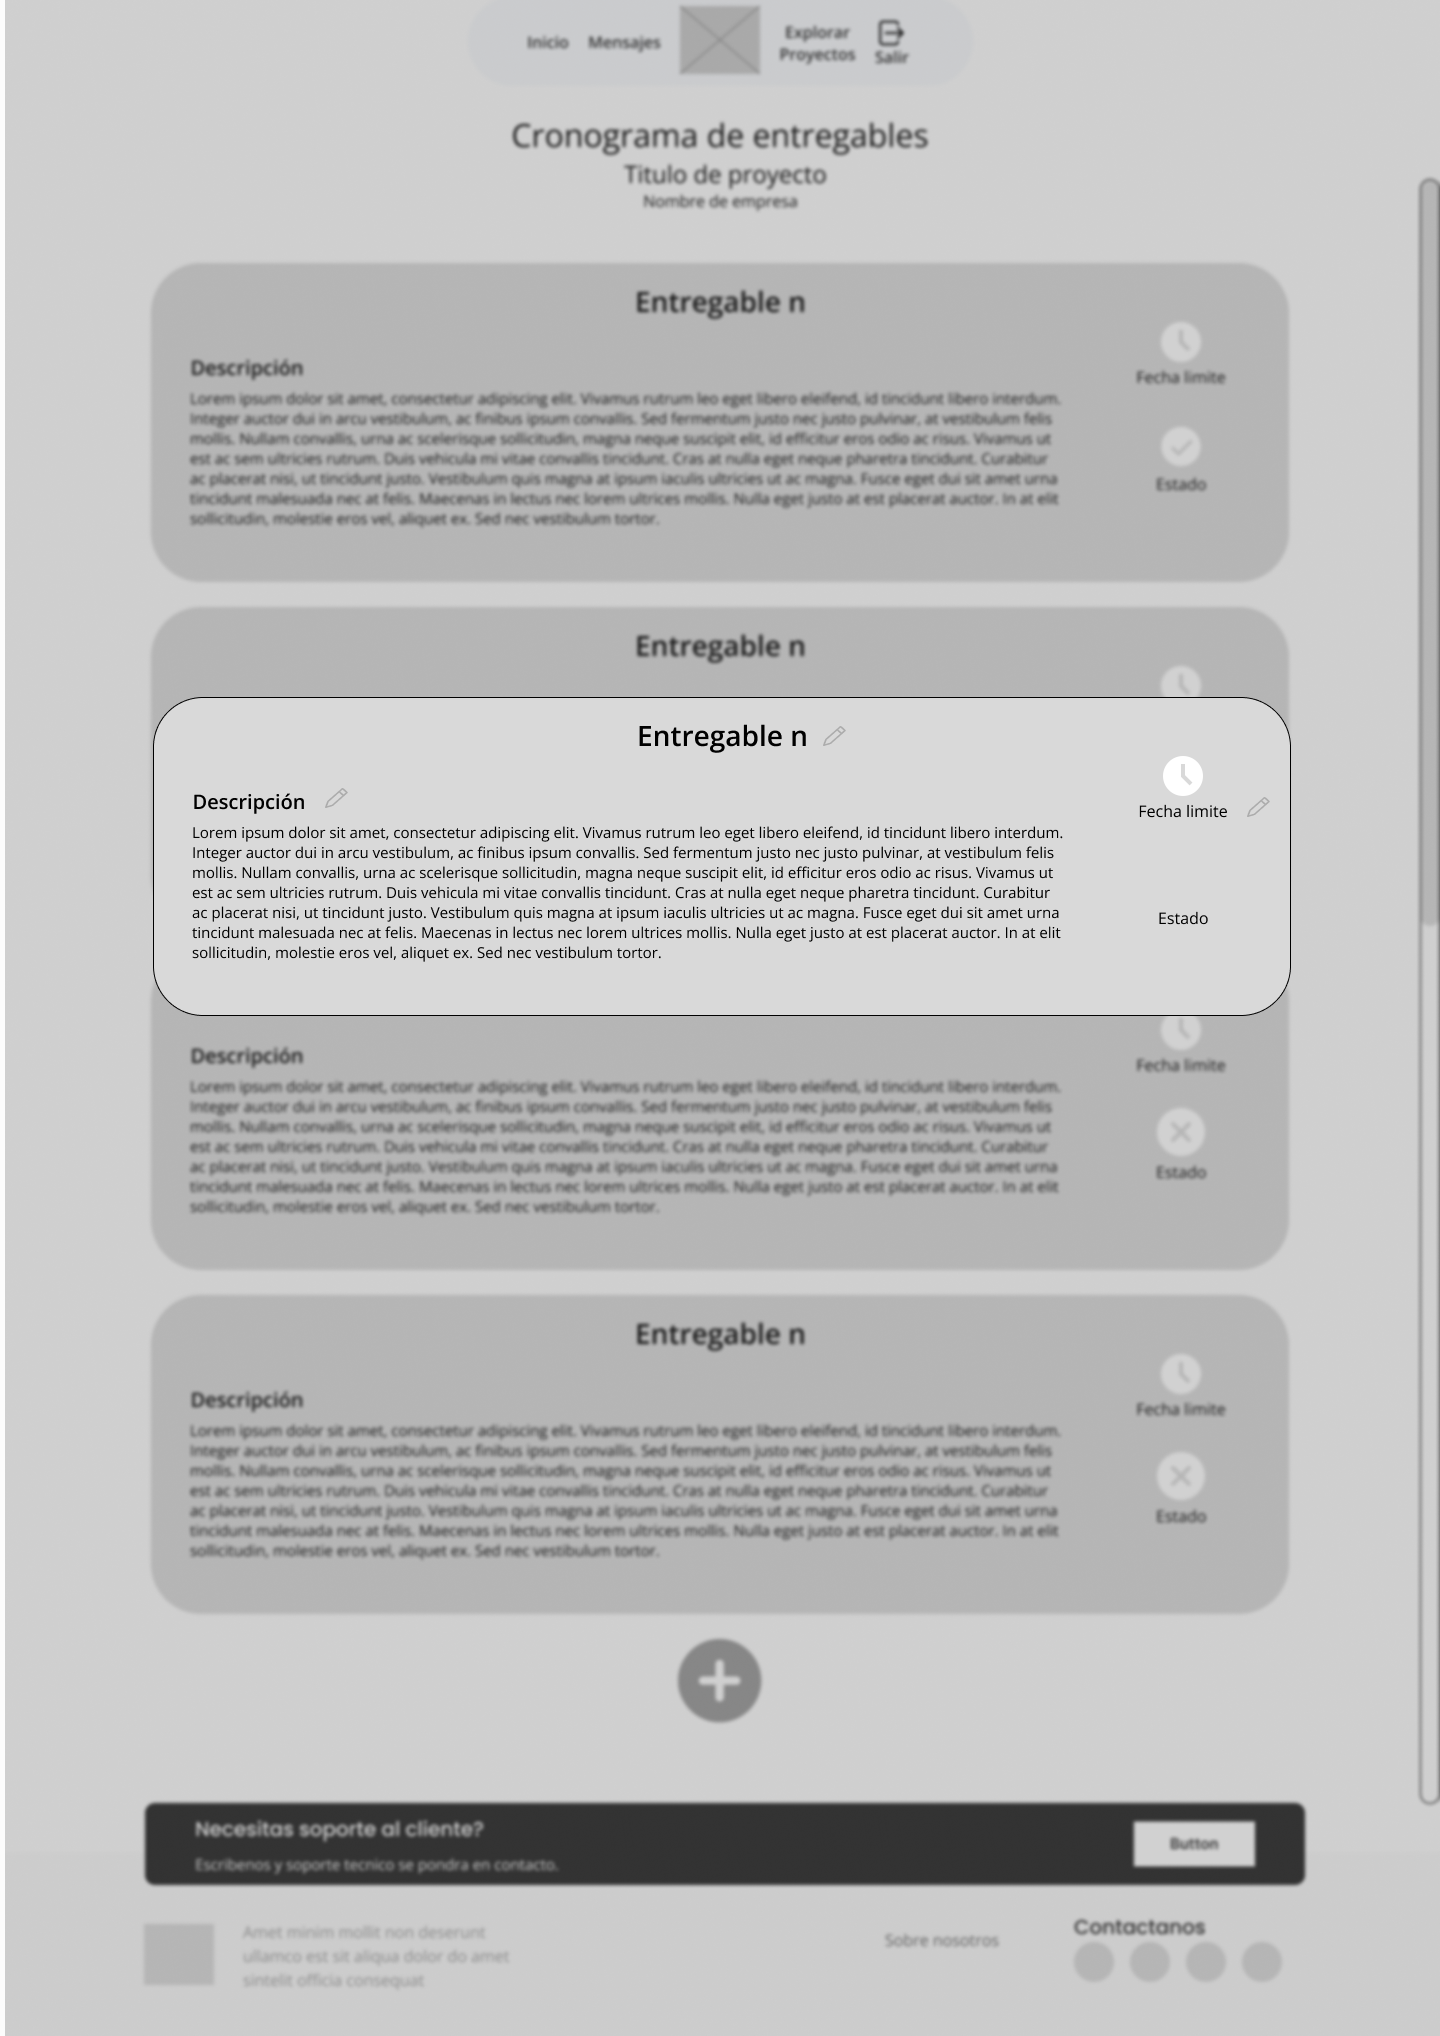 Inicio
Mensajes
Explorar
Proyectos
Salir
Cronograma de entregables
Titulo de proyecto
Nombre de empresa
Entregable n
Descripción
Lorem ipsum dolor sit amet, consectetur adipiscing elit. Vivamus rutrum leo eget libero eleifend, id tincidunt libero interdum.
Integer auctor dui in arcu vestibulum, ac finibus ipsum convallis. Sed fermentum justo nec justo pulvinar, at vestibulum felis
mollis. Nullam convallis, urna ac scelerisque sollicitudin, magna neque suscipit elit, id efficitur eros odio ac risus. Vivamus ut
est ac sem ultricies rutrum. Duis vehicula mi vitae convallis tincidunt. Cras at nulla eget neque pharetra tincidunt. Curabitur
ac placerat nisi, ut tincidunt justo. Vestibulum quis magna at ipsum iaculis ultricies ut ac magna. Fusce eget dui sit amet urna
tincidunt malesuada nec at felis. Maecenas in lectus nec lorem ultrices mollis. Nulla eget justo at est placerat auctor. In at elit
sollicitudin, molestie eros vel, aliquet ex. Sed nec vestibulum tortor.
Fecha limite
Estado
Entregable n
Entregable n
Descripción
Lorem ipsum dolor sit amet, consectetur adipiscing elit. Vivamus rutrum leo eget libero eleifend, id tincidunt libero interdum.
Integer auctor dui in arcu vestibulum, ac finibus ipsum convallis. Sed fermentum justo nec justo pulvinar, at vestibulum felis
mollis. Nullam convallis, urna ac scelerisque sollicitudin, magna neque suscipit elit, id efficitur eros odio ac risus. Vivamus ut
est ac sem ultricies rutrum. Duis vehicula mi vitae convallis tincidunt. Cras at nulla eget neque pharetra tincidunt. Curabitur
ac placerat nisi, ut tincidunt justo. Vestibulum quis magna at ipsum iaculis ultricies ut ac magna. Fusce eget dui sit amet urna
tincidunt malesuada nec at felis. Maecenas in lectus nec lorem ultrices mollis. Nulla eget justo at est placerat auctor. In at elit
sollicitudin, molestie eros vel, aliquet ex. Sed nec vestibulum tortor.
Fecha limite
Estado
Descripción
Lorem ipsum dolor sit amet, consectetur adipiscing elit. Vivamus rutrum leo eget libero eleifend, id tincidunt libero interdum.
Integer auctor dui in arcu vestibulum, ac finibus ipsum convallis. Sed fermentum justo nec justo pulvinar, at vestibulum felis
mollis. Nullam convallis, urna ac scelerisque sollicitudin, magna neque suscipit elit, id efficitur eros odio ac risus. Vivamus ut
est ac sem ultricies rutrum. Duis vehicula mi vitae convallis tincidunt. Cras at nulla eget neque pharetra tincidunt. Curabitur
ac placerat nisi, ut tincidunt justo. Vestibulum quis magna at ipsum iaculis ultricies ut ac magna. Fusce eget dui sit amet urna
tincidunt malesuada nec at felis. Maecenas in lectus nec lorem ultrices mollis. Nulla eget justo at est placerat auctor. In at elit
sollicitudin, molestie eros vel, aliquet ex. Sed nec vestibulum tortor.
Fecha limite
Estado
Entregable n
Descripción
Lorem ipsum dolor sit amet, consectetur adipiscing elit. Vivamus rutrum leo eget libero eleifend, id tincidunt libero interdum.
Integer auctor dui in arcu vestibulum, ac finibus ipsum convallis. Sed fermentum justo nec justo pulvinar, at vestibulum felis
mollis. Nullam convallis, urna ac scelerisque sollicitudin, magna neque suscipit elit, id efficitur eros odio ac risus. Vivamus ut
est ac sem ultricies rutrum. Duis vehicula mi vitae convallis tincidunt. Cras at nulla eget neque pharetra tincidunt. Curabitur
ac placerat nisi, ut tincidunt justo. Vestibulum quis magna at ipsum iaculis ultricies ut ac magna. Fusce eget dui sit amet urna
tincidunt malesuada nec at felis. Maecenas in lectus nec lorem ultrices mollis. Nulla eget justo at est placerat auctor. In at elit
sollicitudin, molestie eros vel, aliquet ex. Sed nec vestibulum tortor.
Fecha limite
Estado
Necesitas soporte al cliente?
Escribenos y soporte tecnico se pondra en contacto.
Button
Amet minim mollit non deserunt
ullamco est sit aliqua dolor do amet
sintelit officia consequat
Sobre nosotros
Contactanos